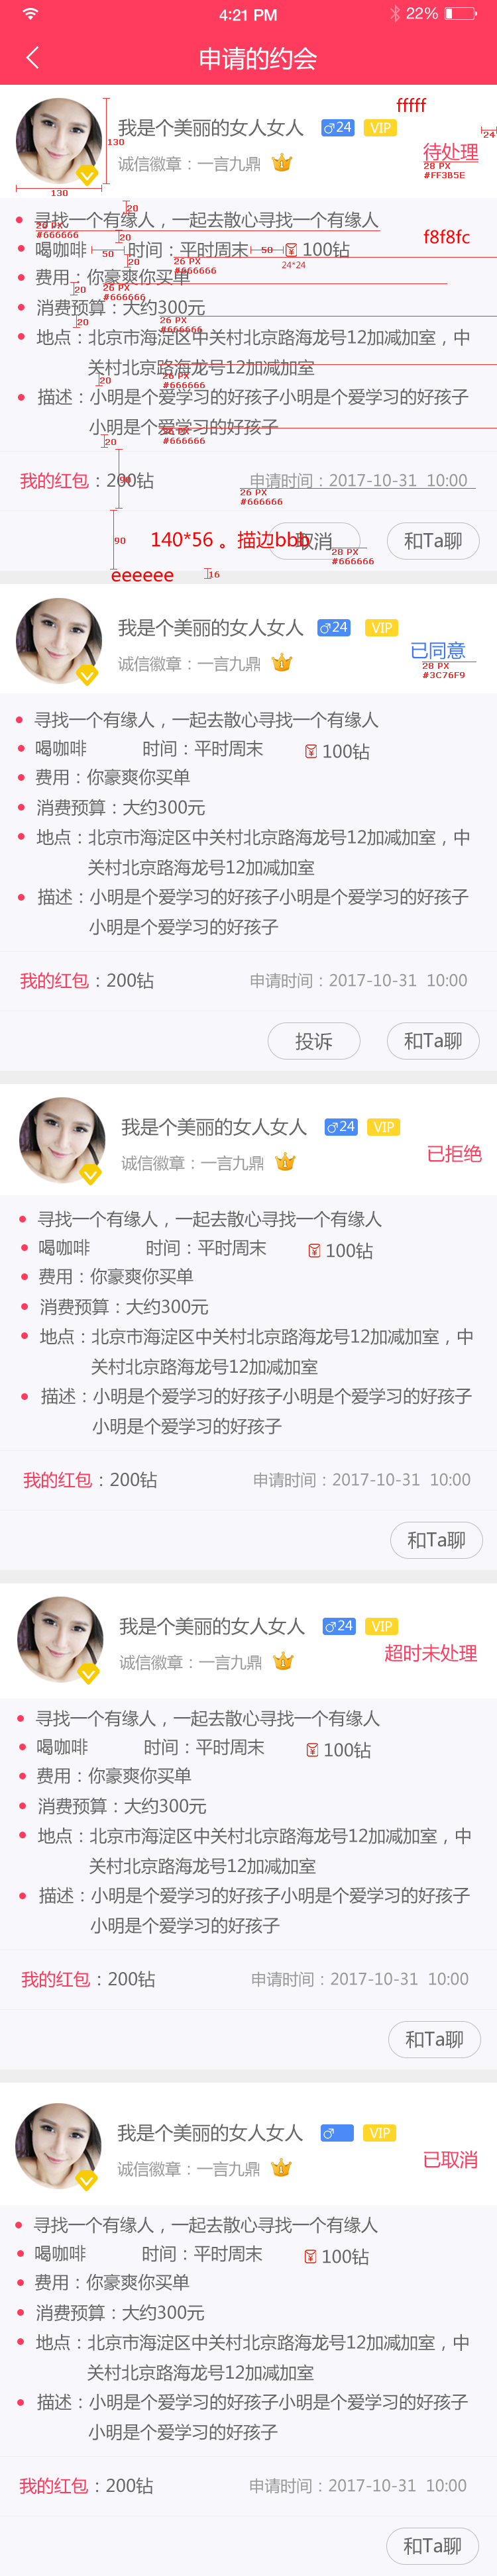 4:21 PM 22%
申请的约会
fffff
我是个美丽的女人女人 ♂24 VIP
24
130
待处理
诚信徽章：一言九鼎
28 PX
#FF3B5E
130
20
寻找一个有缘人，一起去散心寻找一个有缘人
28 PX
#666666
20
f8f8fc
喝咖啡 50 时间：平时周末 50 100钻
20
26 PX
#666666
24*24
费用：你豪爽你买单
20
26 PX
#666666
消费预算：大约300元
20
26 PX
#666666
地点：北京市海淀区中关村北京路海龙号12加减加室，中
关村北京路海龙号12加减加室
20
26 PX
#666666
描述：小明是个爱学习的好孩子小明是个爱学习的好孩子
小明是个爱学习的好孩子
26 PX
#666666
20
我的红包：200钻 申请时间：2017-10-31 10:00
90
26 PX
#666666
90
140*56 。描边bbb
取消 和Ta聊
28 PX
#666666
eeeeee
16
我是个美丽的女人女人 ♂24 VIP
已同意
诚信徽章：一言九鼎
28 PX
#3C76F9
寻找一个有缘人，一起去散心寻找一个有缘人
喝咖啡 时间：平时周末 100钻
费用：你豪爽你买单
消费预算：大约300元
地点：北京市海淀区中关村北京路海龙号12加减加室，中
关村北京路海龙号12加减加室
描述：小明是个爱学习的好孩子小明是个爱学习的好孩子
小明是个爱学习的好孩子
我的红包：200钻 申请时间：2017-10-31 10:00
投诉 和Ta聊
我是个美丽的女人女人 ♂24 VIP
已拒绝
诚信徽章：一言九鼎
寻找一个有缘人，一起去散心寻找一个有缘人
喝咖啡 时间：平时周末 100钻
费用：你豪爽你买单
消费预算：大约300元
地点：北京市海淀区中关村北京路海龙号12加减加室，中
关村北京路海龙号12加减加室
描述：小明是个爱学习的好孩子小明是个爱学习的好孩子
小明是个爱学习的好孩子
我的红包：200钻 申请时间：2017-10-31 10:00
和Ta聊
我是个美丽的女人女人 ♂24 VIP
超时未处理
诚信徽章：一言九鼎
寻找一个有缘人，一起去散心寻找一个有缘人
喝咖啡 时间：平时周末 100钻
费用：你豪爽你买单
消费预算：大约300元
地点：北京市海淀区中关村北京路海龙号12加减加室，中
关村北京路海龙号12加减加室
描述：小明是个爱学习的好孩子小明是个爱学习的好孩子
小明是个爱学习的好孩子
我的红包：200钻 申请时间：2017-10-31 10:00
和Ta聊
我是个美丽的女人女人 ♂ VIP
已取消
诚信徽章：一言九鼎
寻找一个有缘人，一起去散心寻找一个有缘人
喝咖啡 时间：平时周末 100钻
费用：你豪爽你买单
消费预算：大约300元
地点：北京市海淀区中关村北京路海龙号12加减加室，中
关村北京路海龙号12加减加室
描述：小明是个爱学习的好孩子小明是个爱学习的好孩子
小明是个爱学习的好孩子
我的红包：200钻 申请时间：2017-10-31 10:00
和Ta聊